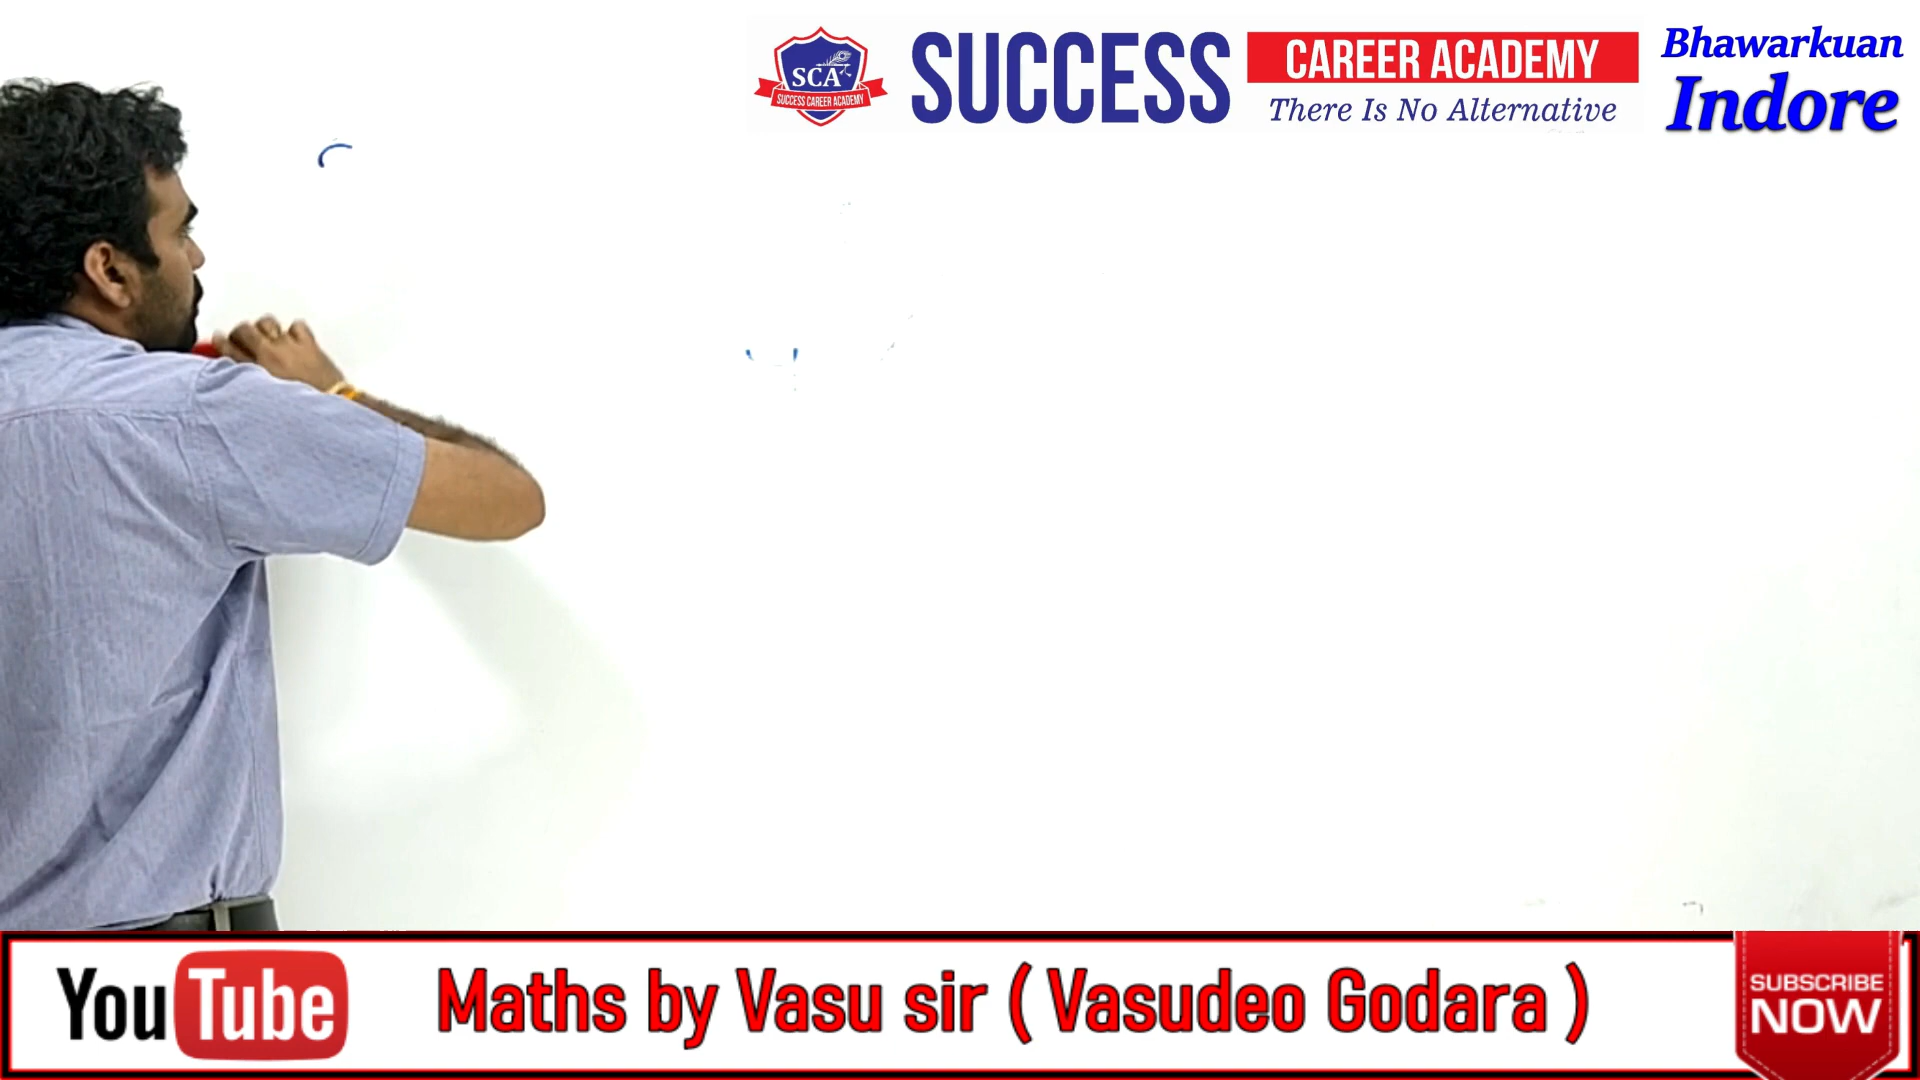 SCA
SUCCESS CAREER ACADEMY
SUCCESS
CAREER ACADEMY
There Is No Alternative
Bhawarkuan
Indore
YouTube
Maths by Vasu sir ( Vasudeo Godara )
SUBSCRIBE
NOW